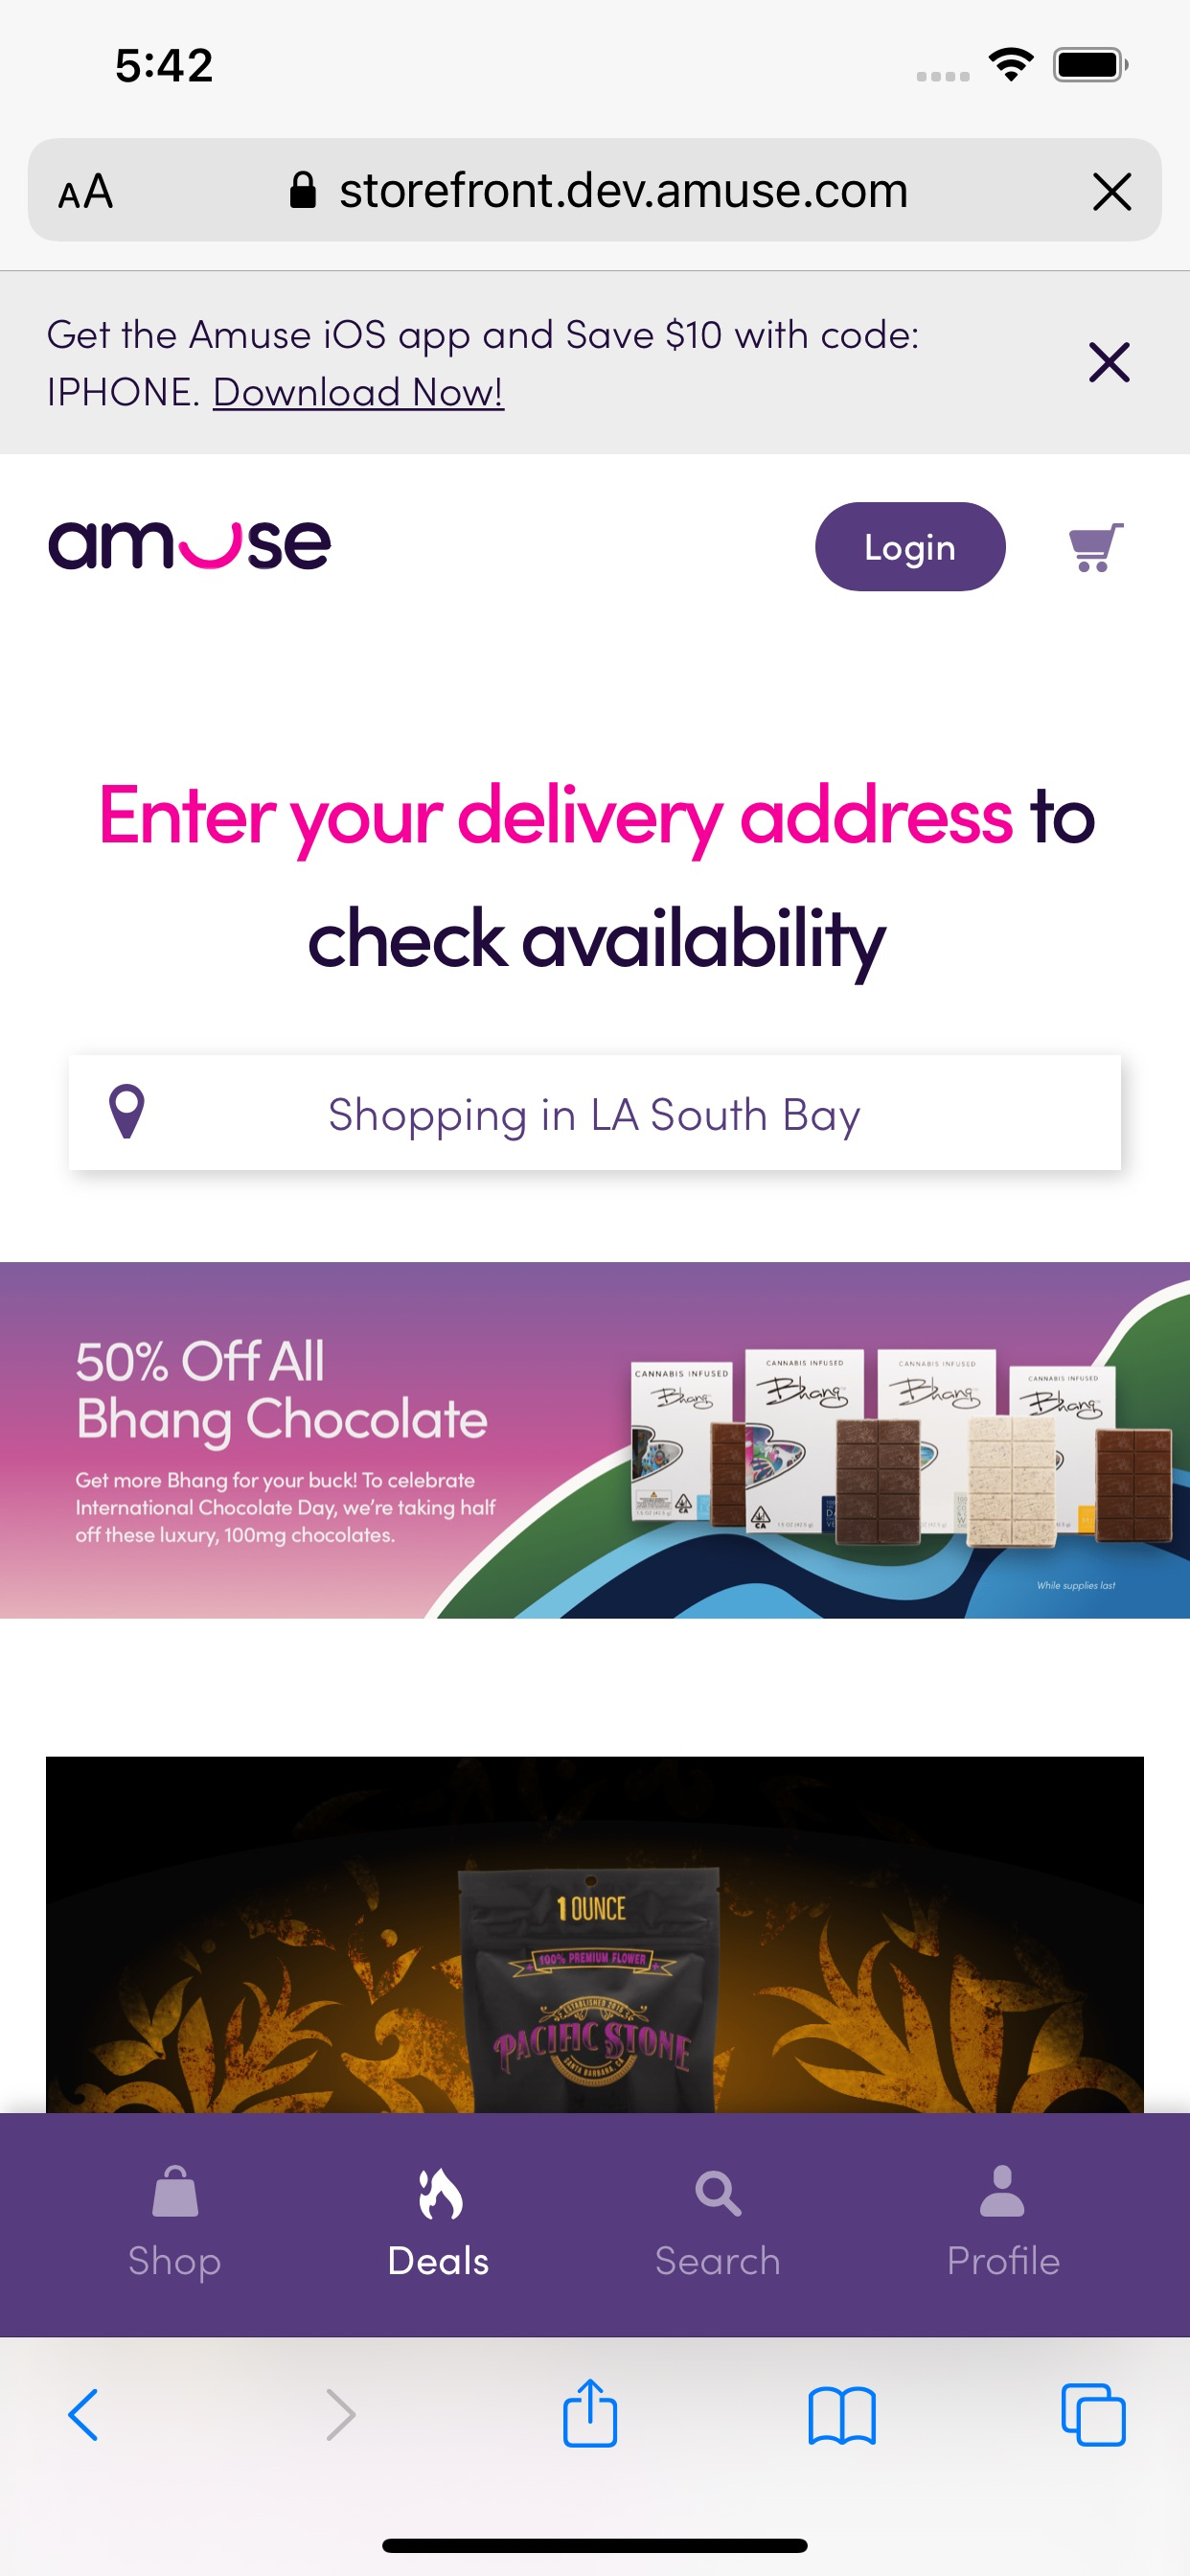 5:42
AA
storefront.dev.amuse.com
Get the Amuse iOS app and Save $10 with code:
IPHONE. Download Now!
amuse
Login
Enter your delivery address to
check availability
Shopping in LA South Bay
50% Off All
Bhang Chocolate
Get more Bhang for your buck! To celebrate
International Chocolate Day, we're taking half
off these luxury, 100mg chocolates.
CANNABIS INFUSED
Bhang
CANNABIS INFUSED
Bhang
CANNABIS INFUSED
Bhang
CANNABIS INFUSED
Bhang
While supplies last
1 OUNCE
100% PREMIUM FLOWER
PACIFIC STONE
SANTA BARBARA, CA
Shop
Deals
Search
Profile